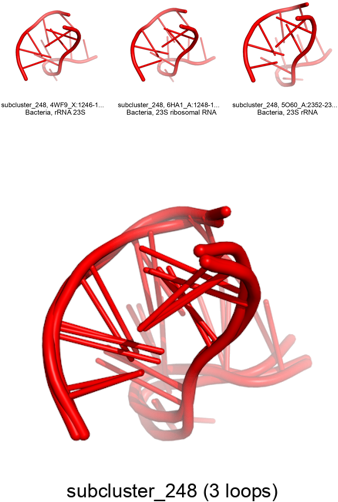 subcluster_248, 4WF9_X:1246-1...
Bacteria, rRNA 23S
subcluster_248, 6HA1_A:1248-1...
Bacteria, 23S ribosomal RNA
subcluster_248, 5O60_A:2352-23...
Bacteria, 23S rRNA
subcluster_248 (3 loops)